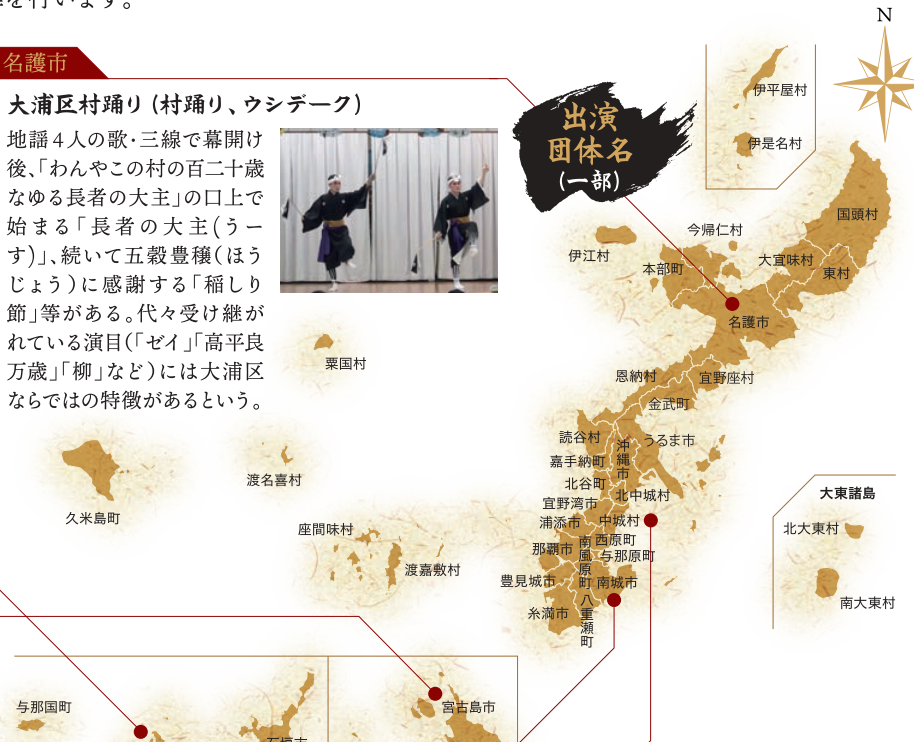 を行います。
N
名護市
大浦区村踊り(村踊り、ウシデーク)
地謡4人の歌・三線で幕開け
後、「わんやこの村の百二十歳
なゆる長者の大主」の口上で
始まる「長者の大主(うー
す)」、続いて五穀豊穣(ほう
じょう)に感謝する「稲しり
節」等がある。代々受け継が
れている演目(「ゼイ」「高平良
万歳」「柳」など)には大浦区
ならではの特徴があるという。
出演
団体名
(一部)
伊平屋村
伊是名村
国頭村
今帰仁村
伊江村
本部町
大宜味村
東村
名護市
粟国村
恩納村
宜野座村
金武町
読谷村
沖縄市
うるま市
嘉手納町
渡名喜村
北谷町
北中城村
宜野湾市
久米島町
座間味村
浦添市
中城村
大東諸島
北大東村
那覇市
南風原町
西原町
与那原町
渡嘉敷村
豊見城市
南城市
南大東村
糸満市
八重瀬町
与那国町
宮古島市
石垣市